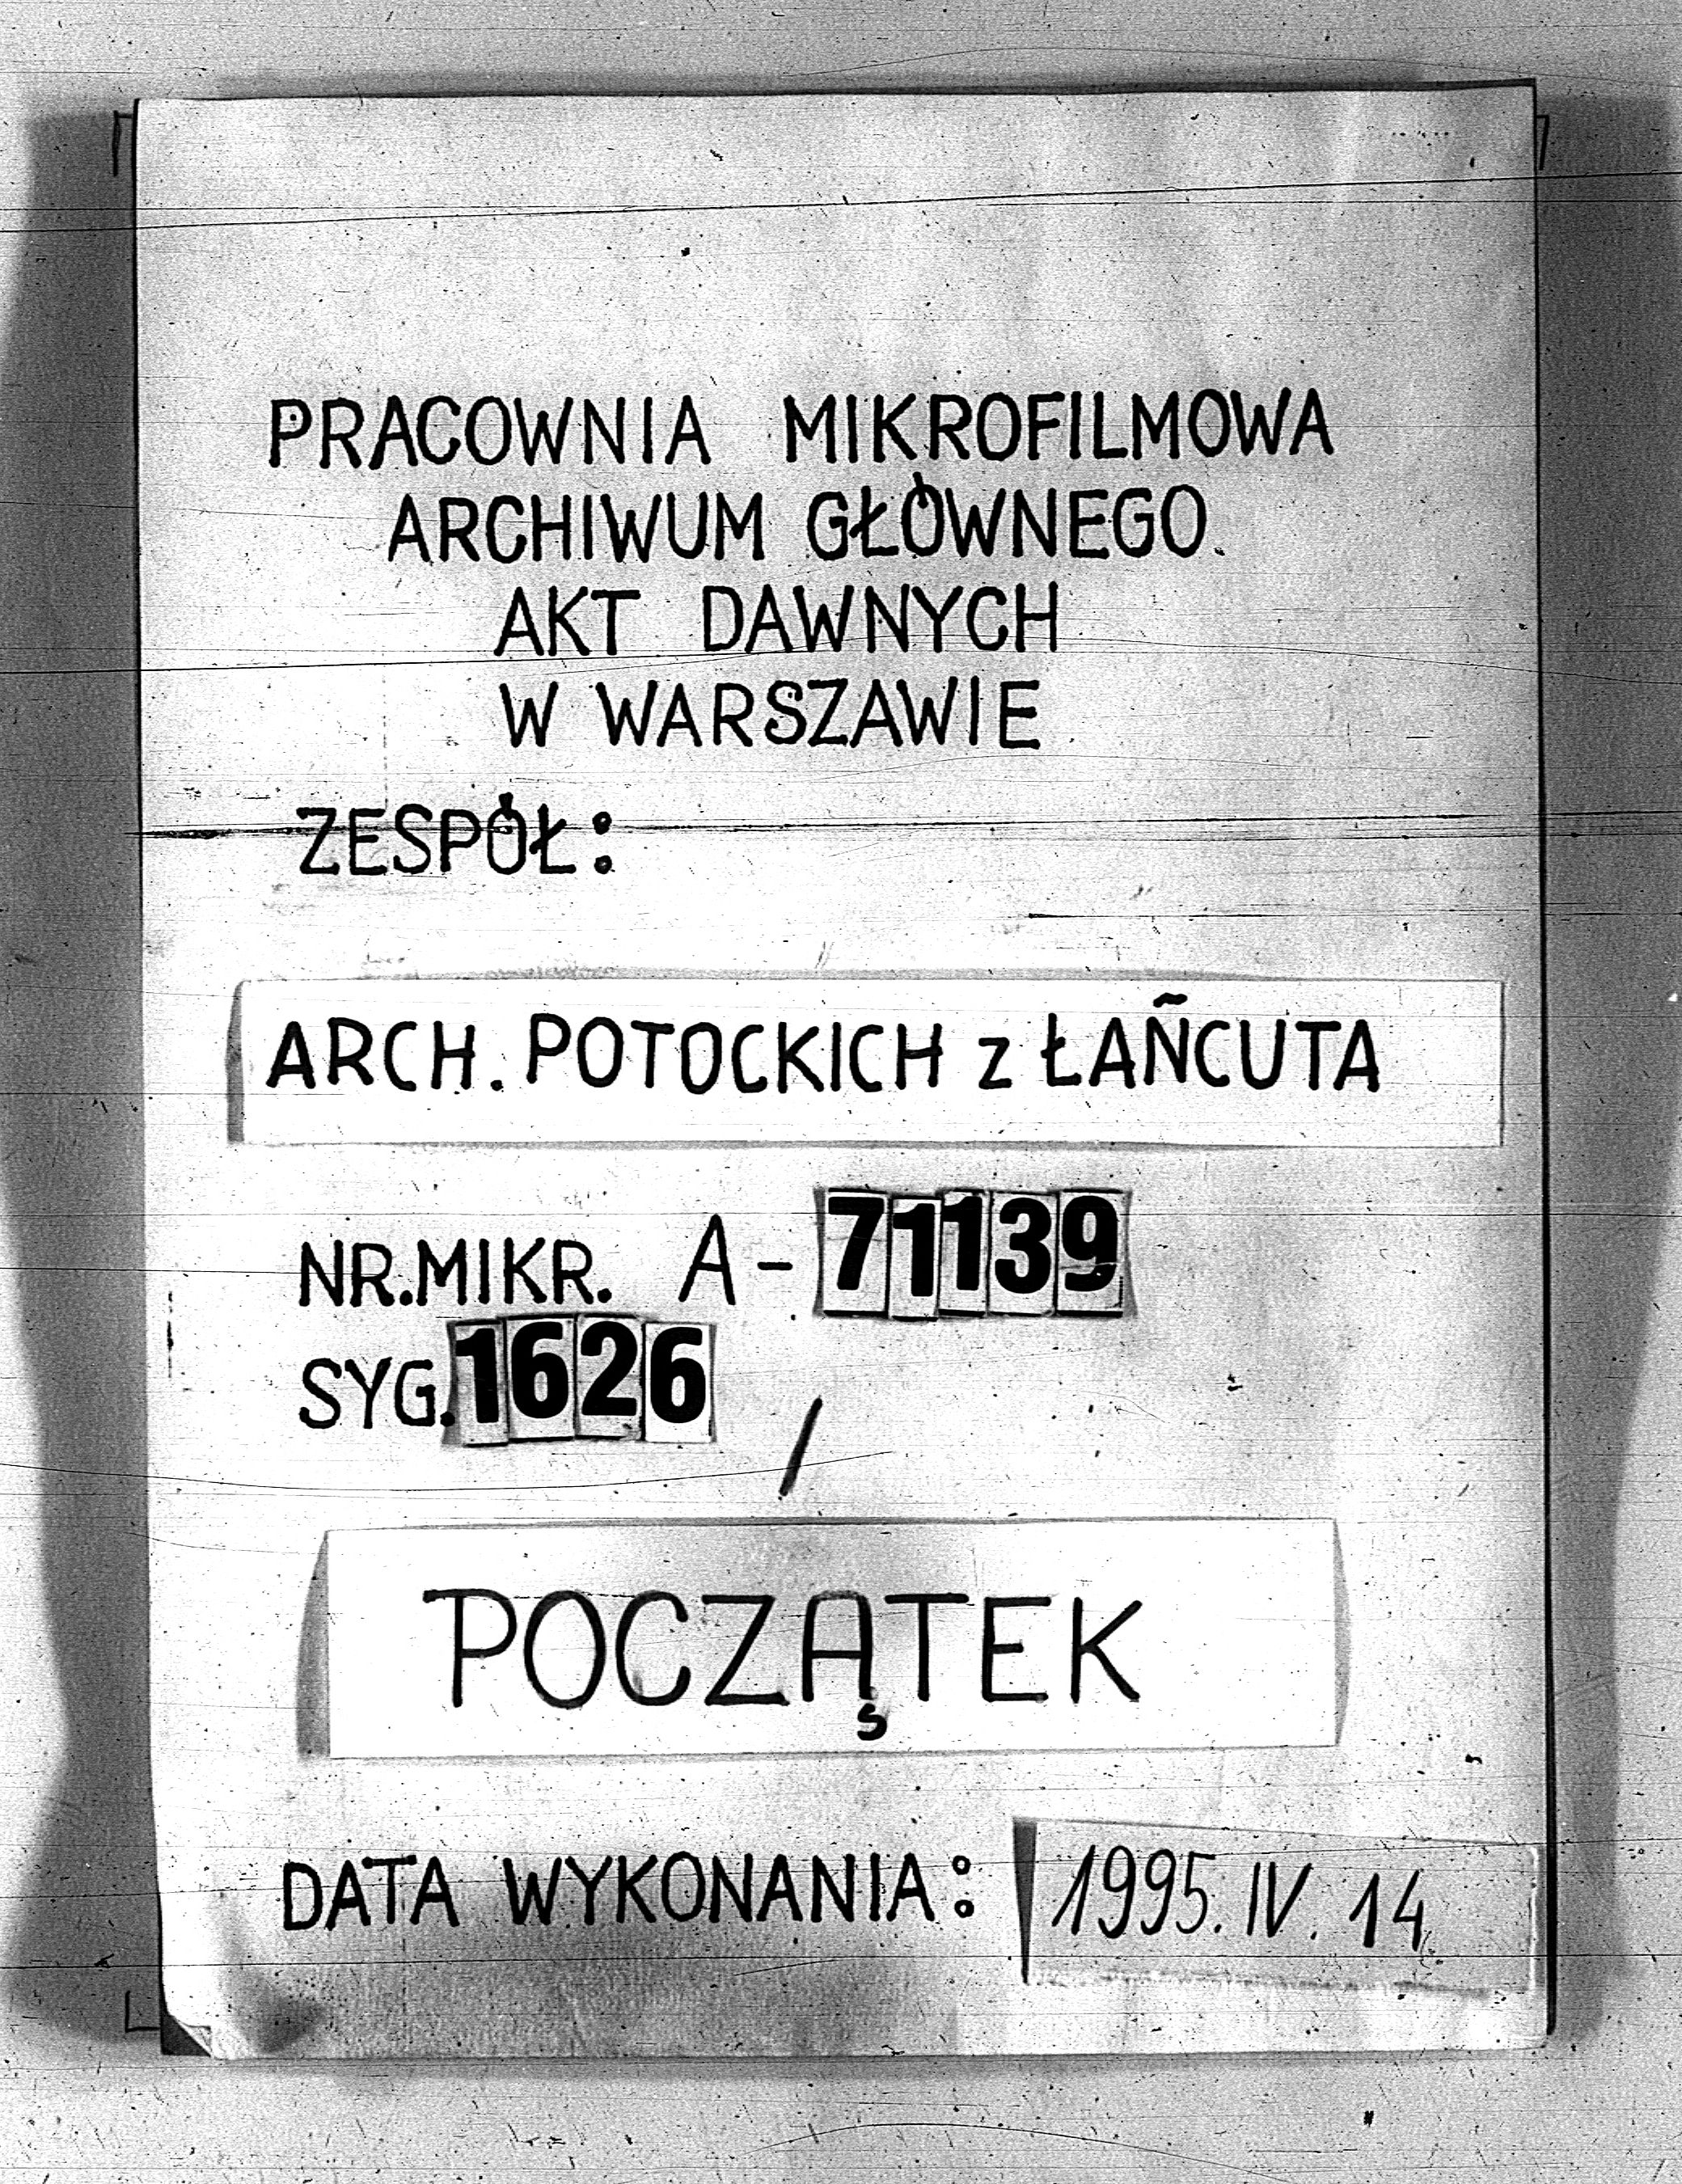 PRACOWNIA MIKROFILMOWA
ARCHIWUM GŁÓWNEGO
AKT DAWNYCH
W WARSZAWIE
ZESPÓŁ:
ARCH. POTOCKICH z ŁAÑCUTA
NR.MIKR. A-71139
SYG.1626 /
POCZĄTEK
DATA WYKONANIA: 1995. IV. 14